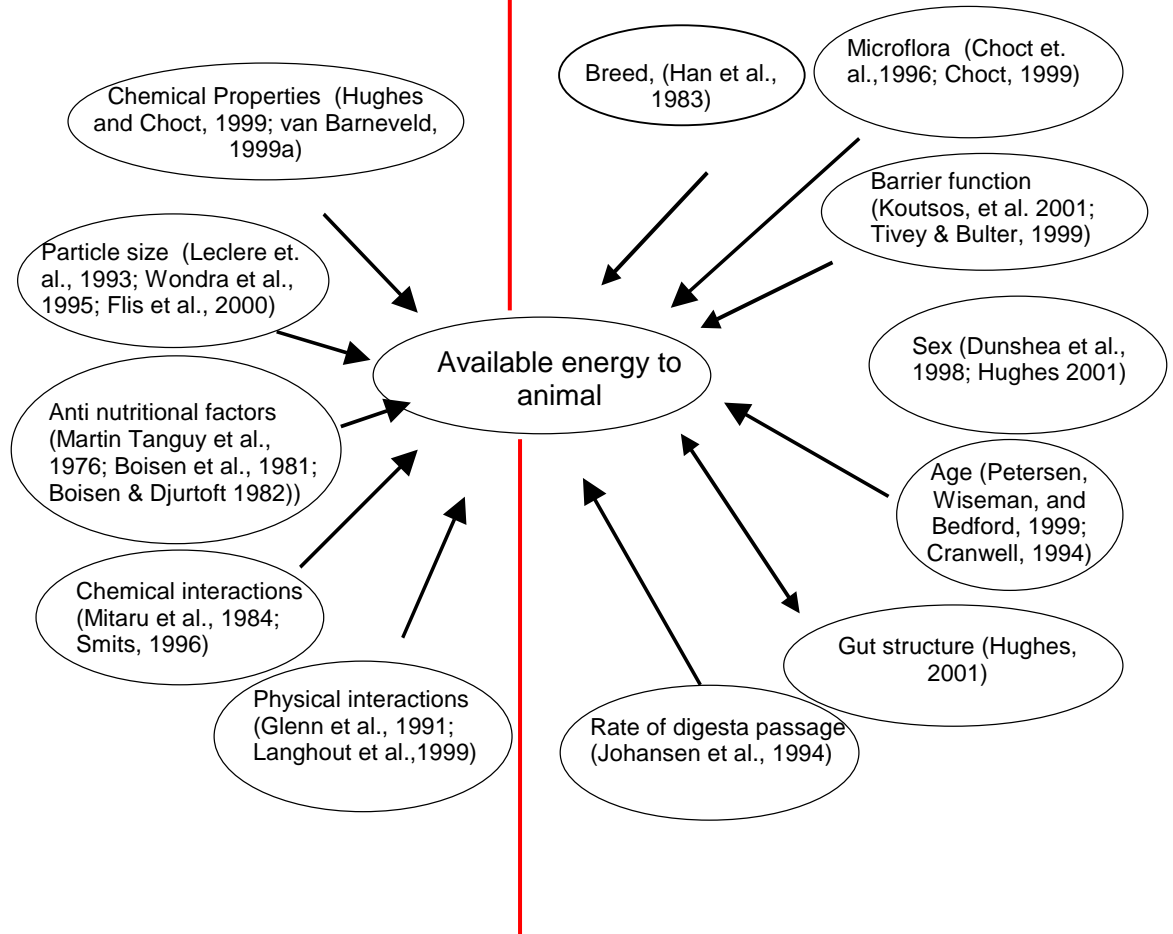 Chemical Properties (Hughes
and Choct, 1999; van Barneveld,
1999a)
Breed, (Han et al.,
1983)
Microflora (Choct et.
al.,1996; Choct, 1999)
Particle size (Leclere et.
al., 1993; Wondra et al.,
1995; Flis et al., 2000)
Barrier function
(Koutsos, et al. 2001;
Tivey & Bulter, 1999)
Available energy to
animal
Sex (Dunshea et al.,
1998; Hughes 2001)
Anti nutritional factors
(Martin Tanguy et al.,
1976; Boisen et al., 1981;
Boisen & Djurtoft 1982))
Age (Petersen,
Wiseman, and
Bedford, 1999;
Cranwell, 1994)
Chemical interactions
(Mitaru et al., 1984;
Smits, 1996)
Gut structure (Hughes,
2001)
Physical interactions
(Glenn et al., 1991;
Langhout et al.,1999)
Rate of digesta passage
(Johansen et al., 1994)